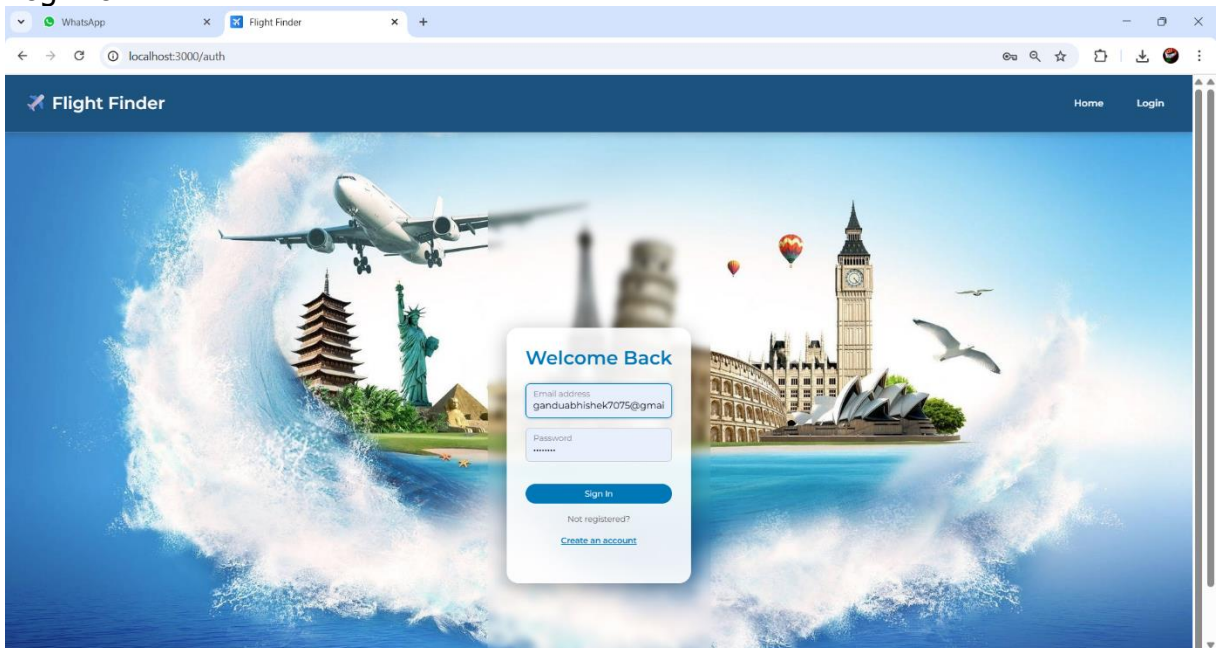 WhatsApp
Flight Finder
localhost:3000/auth
Flight Finder
Home Login
Welcome Back
Email address
ganduabhishek7075@gmai
Password
Sign In
Not registered?
Create an account